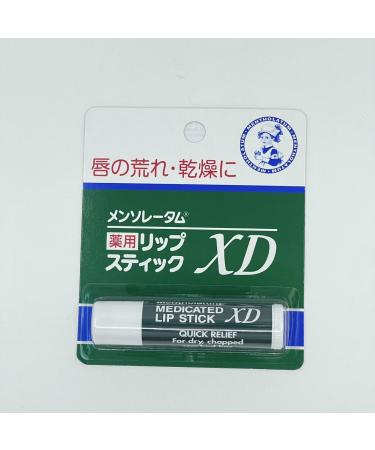 MENTHOLATUM
唇の荒れ・乾燥に
メンソレータム®
薬用リップ
スティック XD
MEDICATED
LIP STICK XD
QUICK RELIEF
For dry, chapped